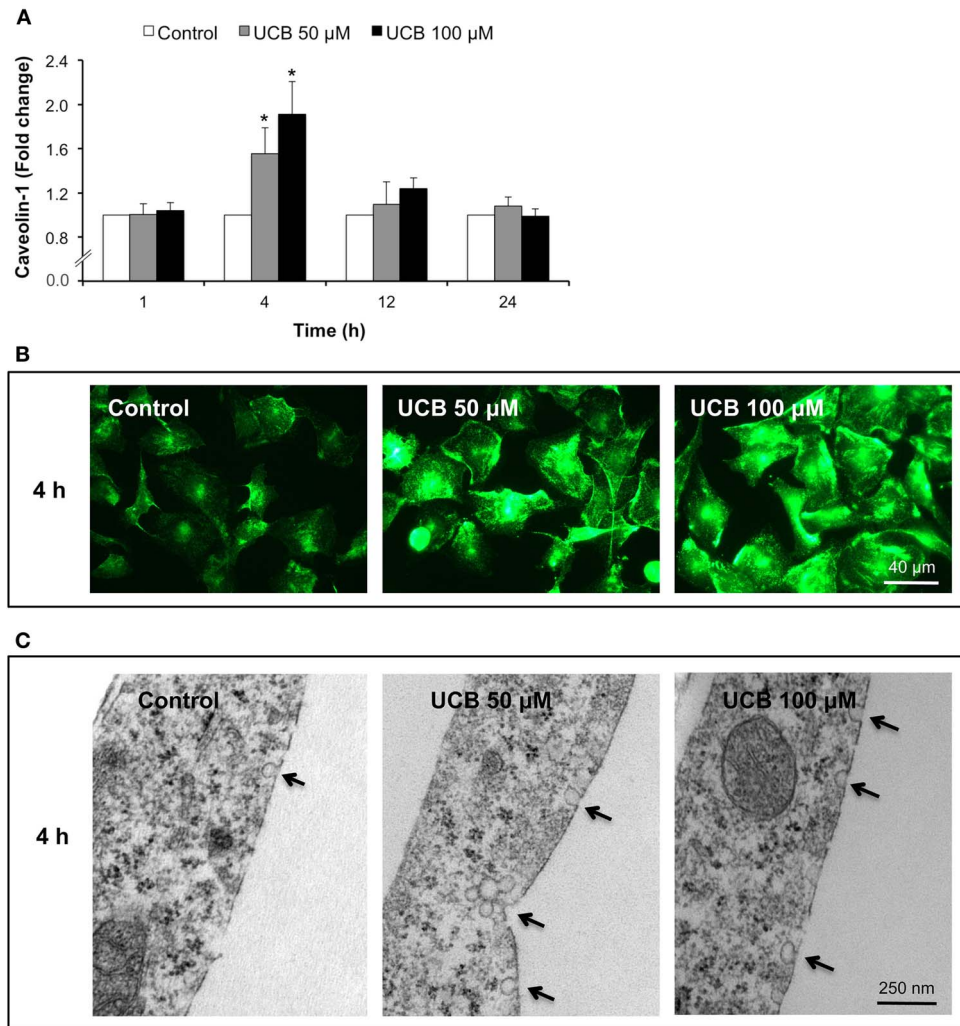 A
Control UCB 50 µM UCB 100 µM
Caveolin-1 (Fold change)
2.4
2.0
1.6
1.2
0.8
0.0
* *
1 4 12 24
Time (h)
B
4 h
Control UCB 50 µM UCB 100 µM
40 µm
C
4 h
Control UCB 50 µM UCB 100 µM
250 nm